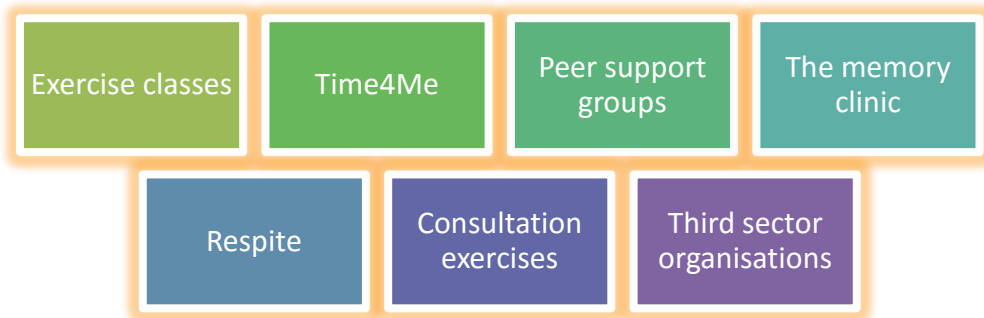 Exercise classes
Time4Me
Peer support
groups
The memory
clinic
Respite
Consultation
exercises
Third sector
organisations